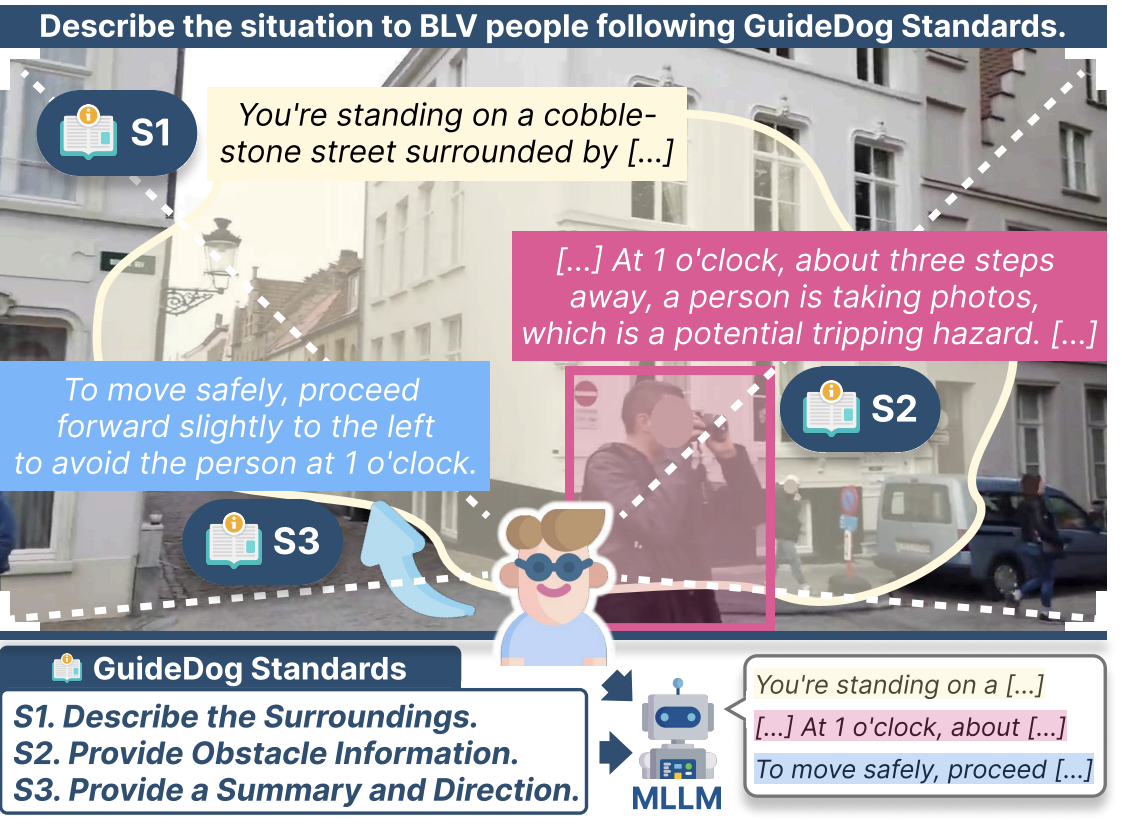 Describe the situation to BLV people following GuideDog Standards.
S1
You're standing on a cobble-
stone street surrounded by [...]
[...] At 1 o'clock, about three steps
away, a person is taking photos,
which is a potential tripping hazard. [...]
To move safely, proceed
forward slightly to the left
to avoid the person at 1 o'clock.
S2
S3
GuideDog Standards
S1. Describe the Surroundings.
S2. Provide Obstacle Information.
S3. Provide a Summary and Direction.
MLLM
You're standing on a [...]
[...] At 1 o'clock, about [...]
To move safely, proceed [...]